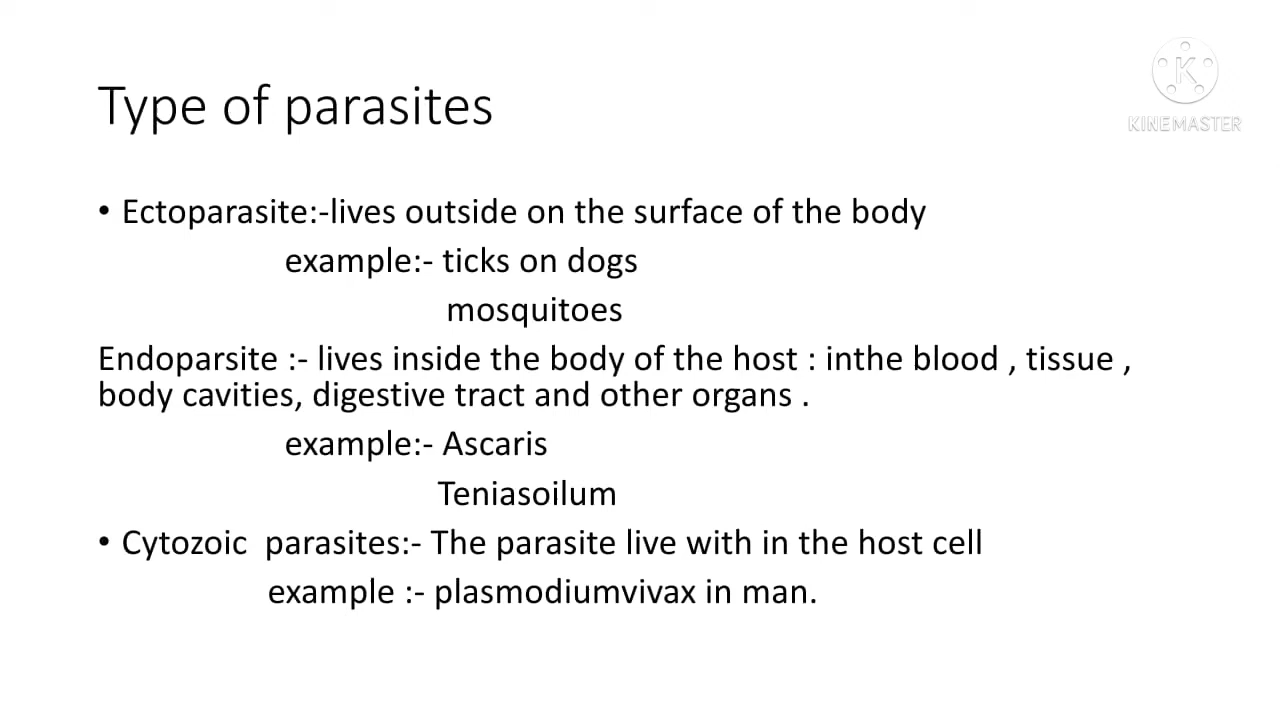 Type of parasites
K
KINEMASTER
• Ectoparasite:-lives outside on the surface of the body
example:- ticks on dogs
mosquitoes
Endoparsite :- lives inside the body of the host : inthe blood , tissue ,
body cavities, digestive tract and other organs .
example:- Ascaris
Teniasoilum
• Cytozoic  parasites:- The parasite live with in the host cell
example :- plasmodiumvivax in man.